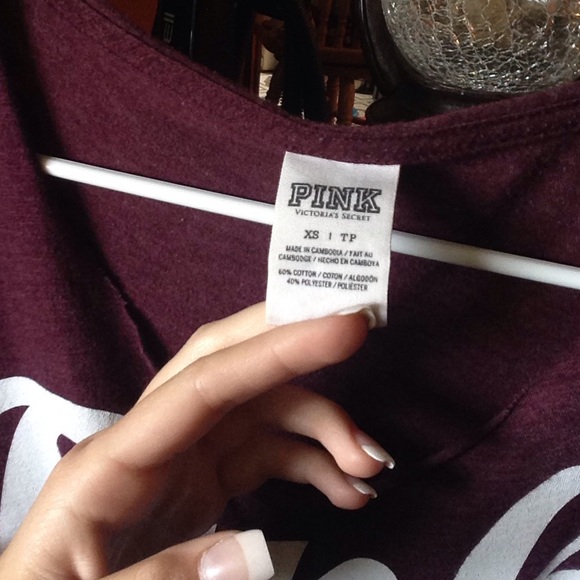 PINK
VICTORIA'S SECRET
XS | TP
MADE IN CAMBODIA / FAIT AU
CAMBODGE / HECHO EN CAMBOYA
60% COTTON / COTON / ALGODÓN
40% POLYESTER / POLIÉSTER